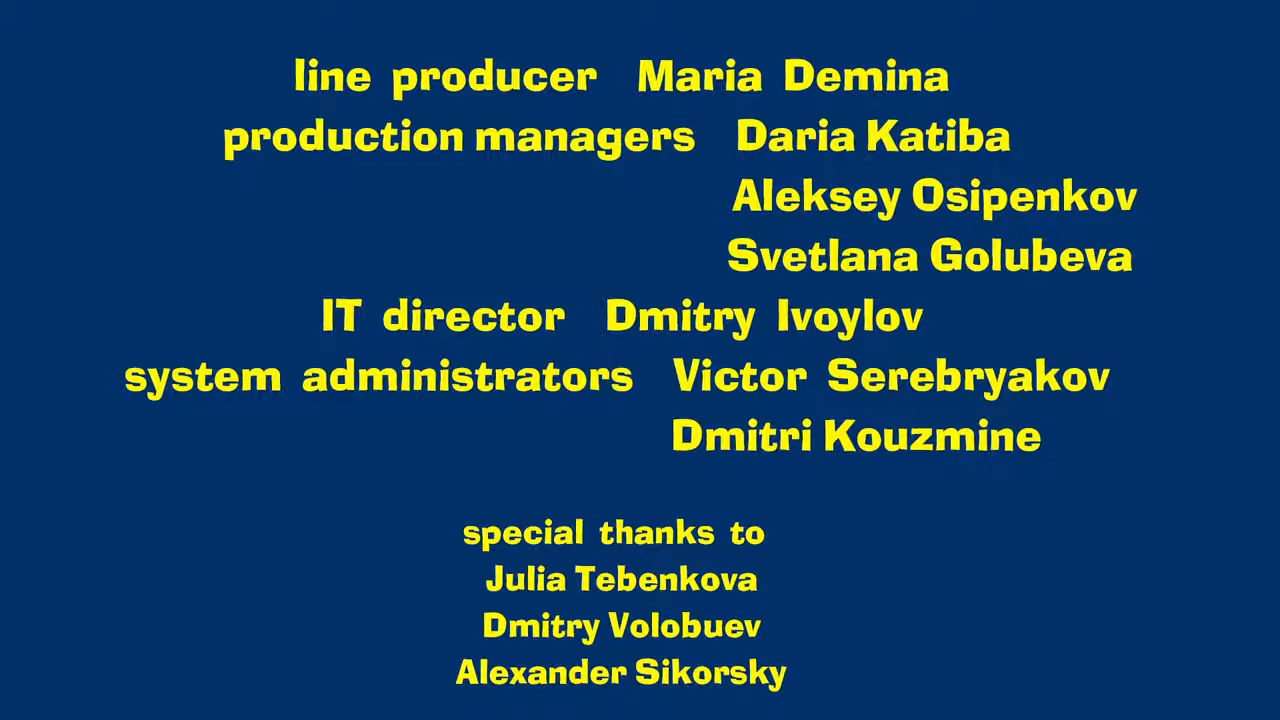 line producer Maria Demina
production managers Daria Katiba
Aleksey Osipenkov
Svetlana Golubeva
IT director Dmitry Ivoylov
system administrators Victor Serebryakov
Dmitri Kouzmine
special thanks to
Julia Tebenkova
Dmitry Volobuev
Alexander Sikorsky